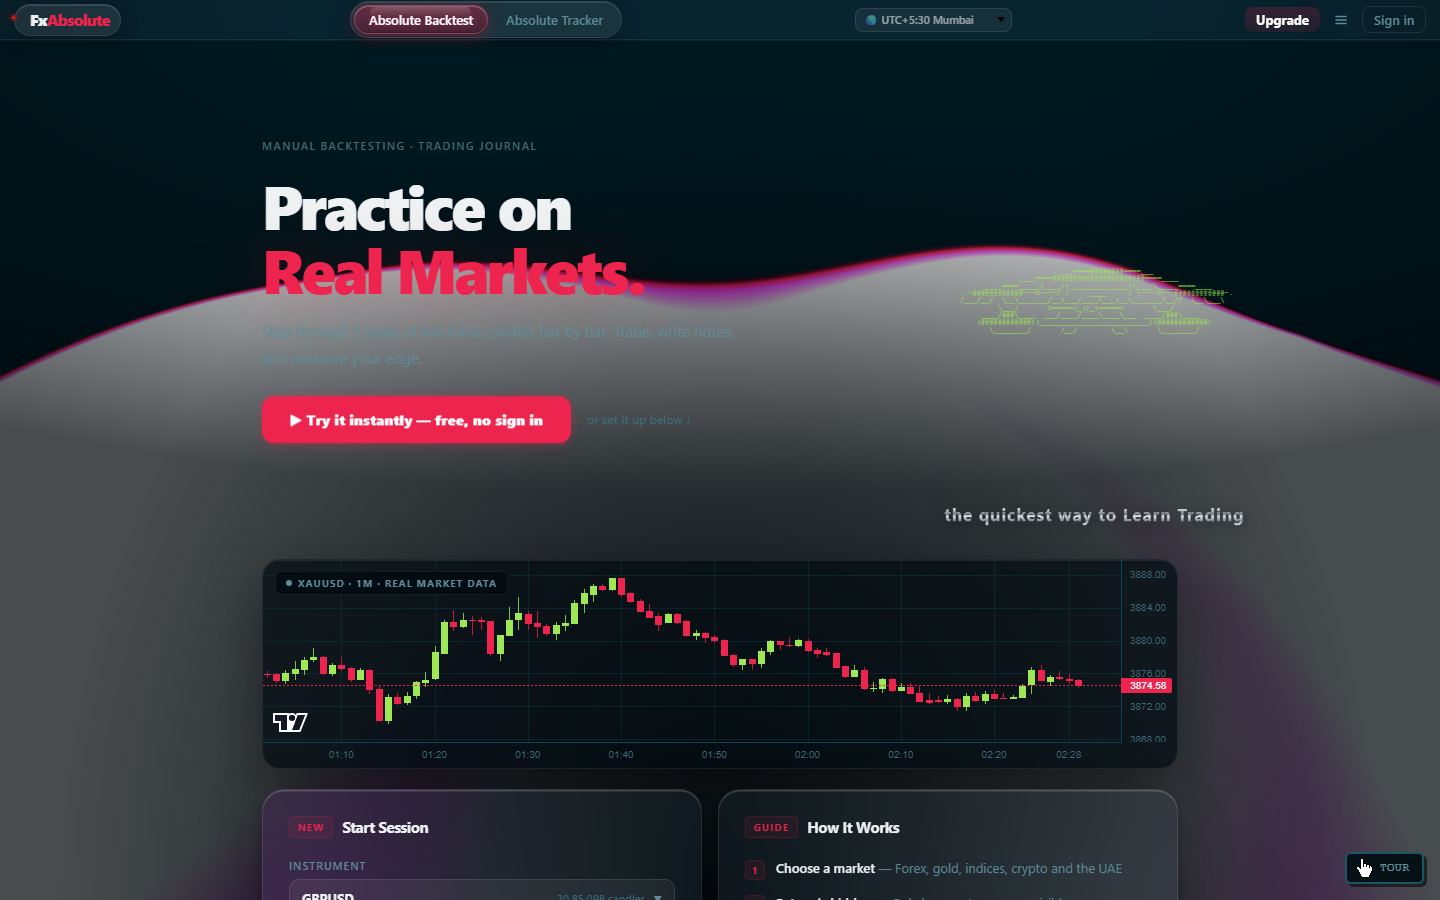 FxAbsolute
Absolute Backtest
Absolute Tracker
UTC+5:30 Mumbai
Upgrade
Sign in
MANUAL BACKTESTING · TRADING JOURNAL
Practice on
Real Markets.
Step through 5 years of real forex candles bar by bar. Trade, write notes,
and measure your edge.
▶ Try it instantly — free, no sign in
or set it up below ↓
the quickest way to Learn Trading
XAUUSD · 1M · REAL MARKET DATA
3888.00
3884.00
3880.00
3876.00
3874.58
3872.00
3868.00
01:10
01:20
01:30
01:40
01:50
02:00
02:10
02:20
02:28
NEW
Start Session
INSTRUMENT
GBPUSD
20,85,098 candles
GUIDE
How It Works
1
Choose a market — Forex, gold, indices, crypto and the UAE
TOUR